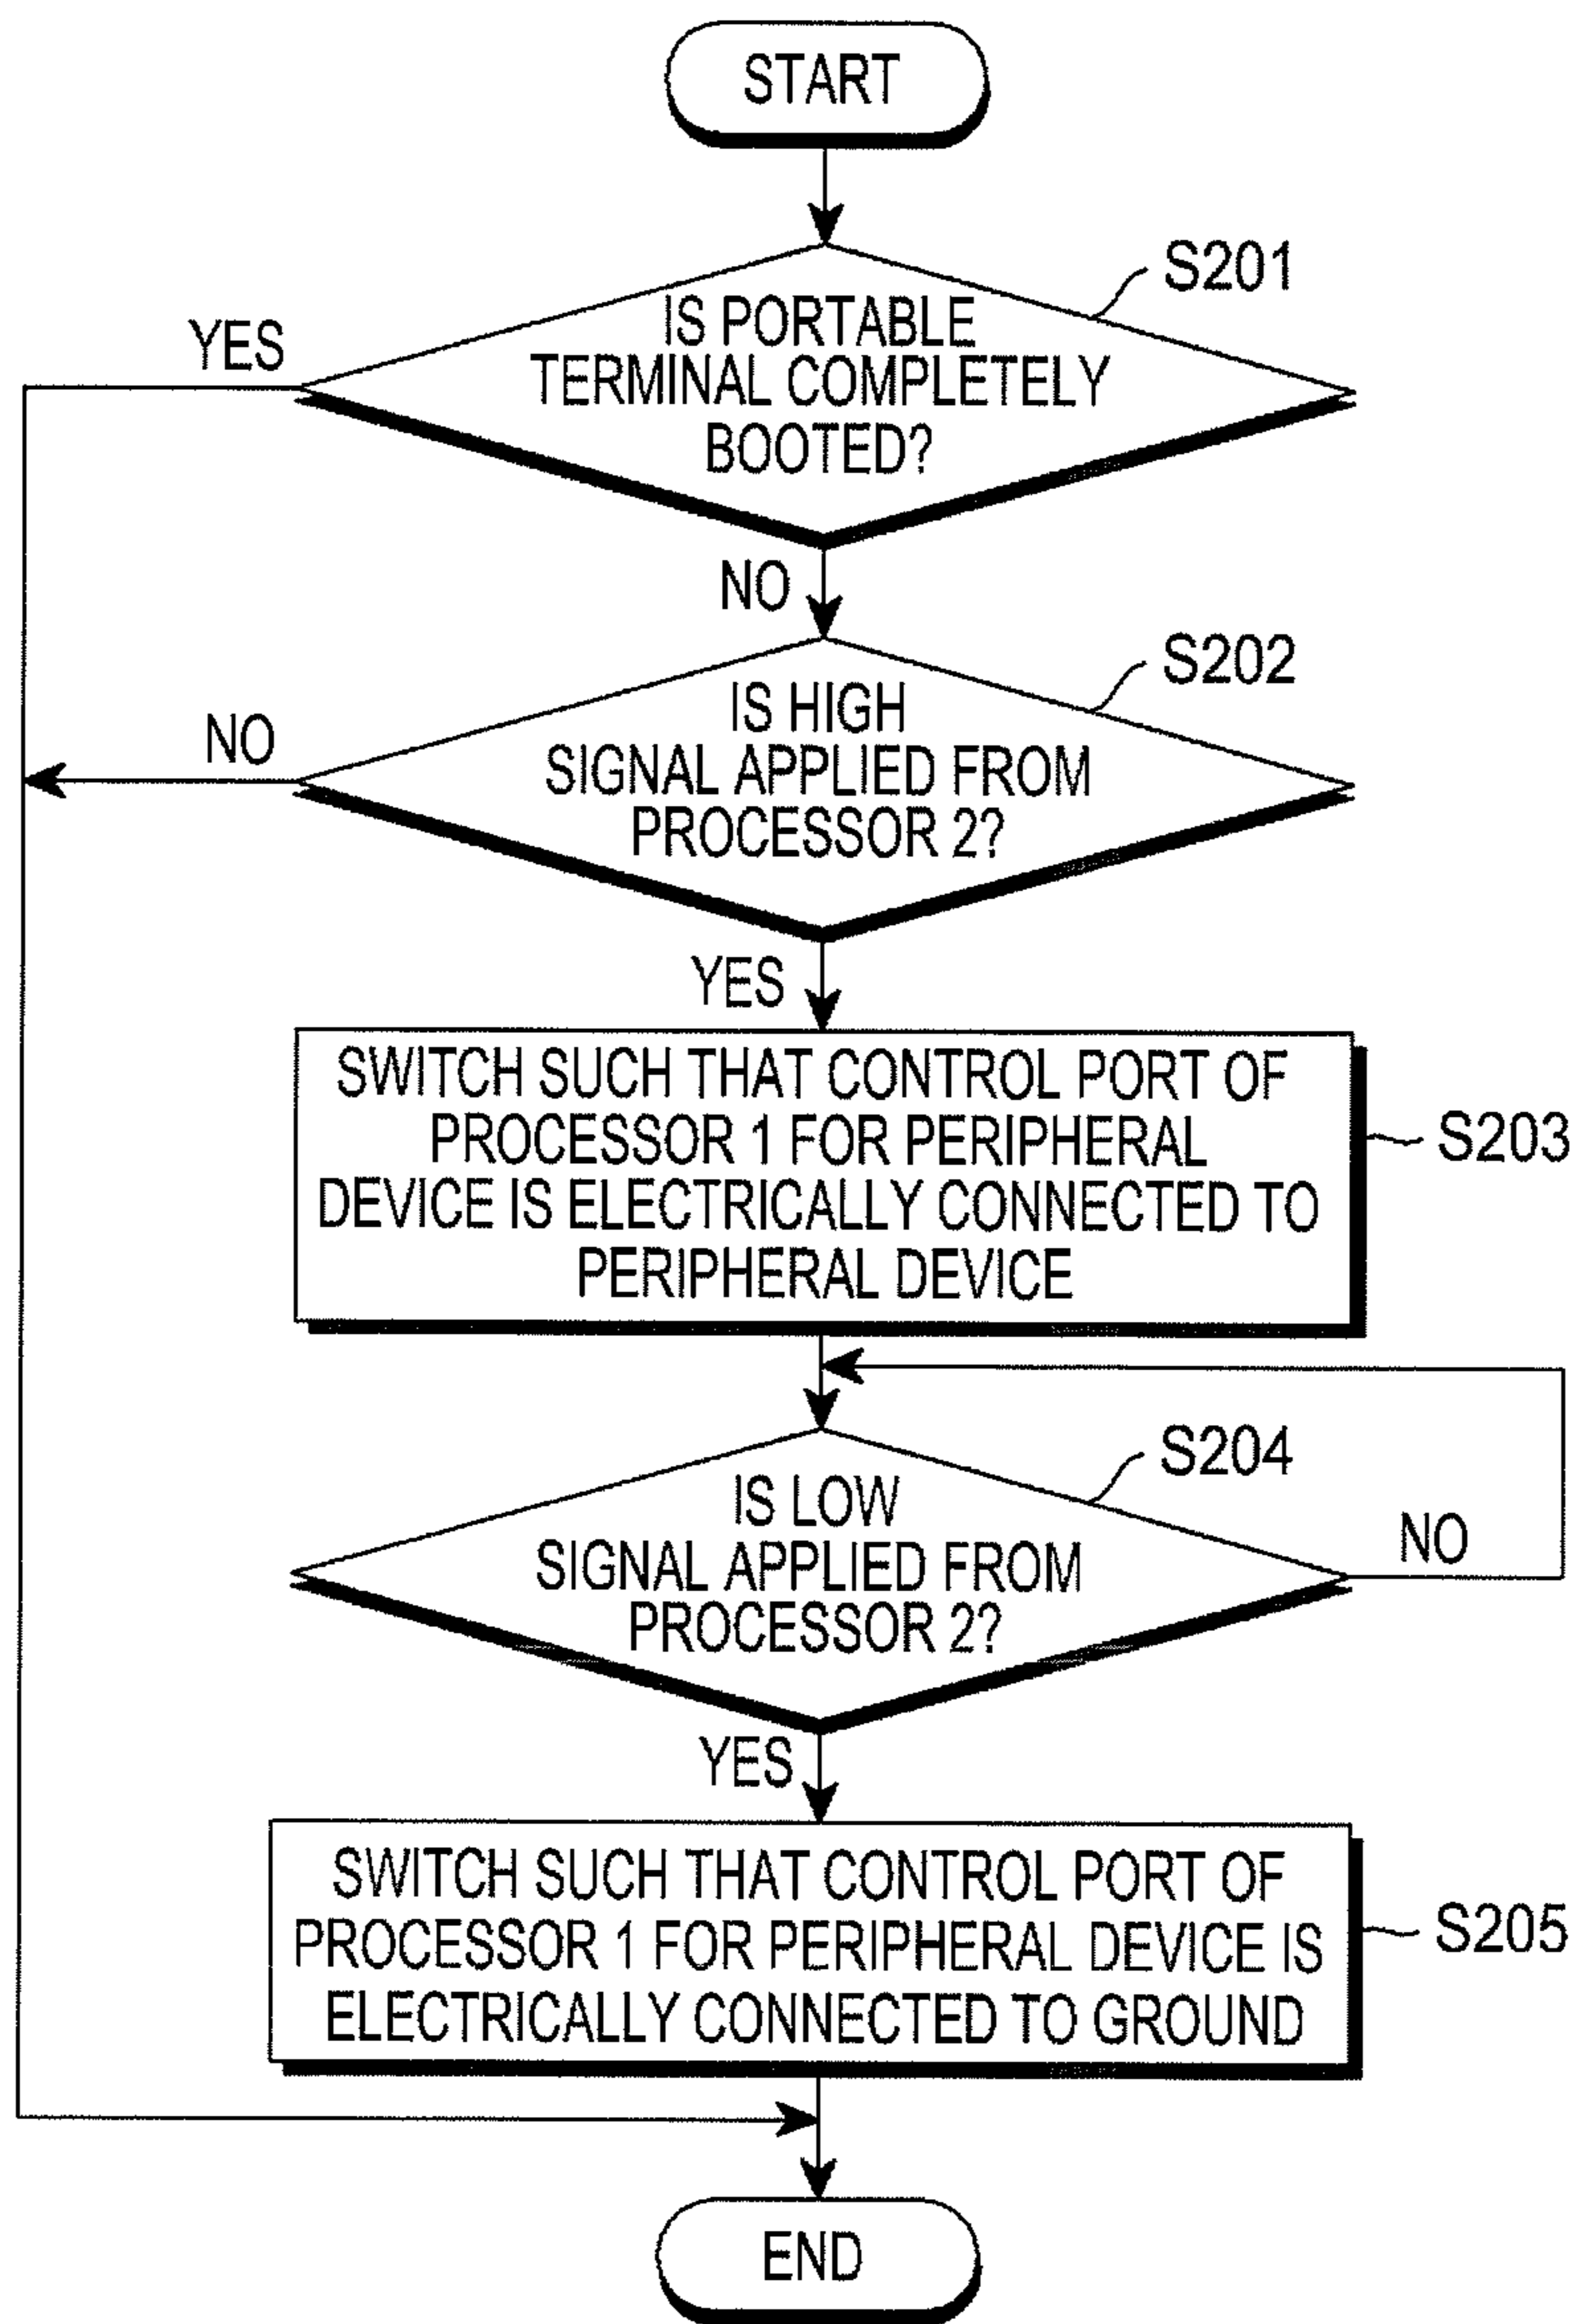 START
S201
IS PORTABLE
TERMINAL COMPLETELY
BOOTED?
YES
NO
S202
IS HIGH
SIGNAL APPLIED FROM
PROCESSOR 2?
NO
YES
SWITCH SUCH THAT CONTROL PORT OF
PROCESSOR 1 FOR PERIPHERAL
DEVICE IS ELECTRICALLY CONNECTED TO
PERIPHERAL DEVICE
S203
S204
IS LOW
SIGNAL APPLIED FROM
PROCESSOR 2?
NO
YES
SWITCH SUCH THAT CONTROL PORT OF
PROCESSOR 1 FOR PERIPHERAL DEVICE IS
ELECTRICALLY CONNECTED TO GROUND
S205
END